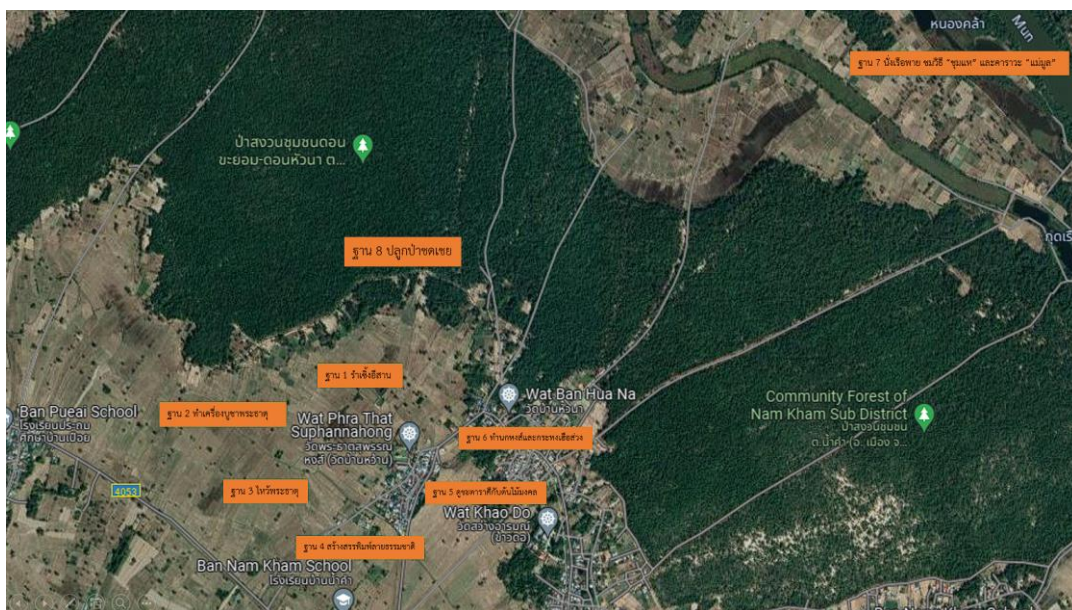 หนองคล้า
Mun
ฐาน 7 นั่งเรือพาย ชมวิธี "ซุมแห" และคาราวะ "แม่มูล"
ป่าสงวนชุมชนดอน
ขะยอม-ดอนหัวนา ต...
กุดเร
ฐาน 8 ปลูกป่าชดเชย
ฐาน 1 รำเซิ้งอีสาน
Ban Pueai School
โรงเรียนประถม
ศึกษาบ้านเปือย
ฐาน 2 ทำเครื่องบูชาพระธาตุ
Wat Phra That
Suphannahong
วัดพระธาตุสุพรรณ
หงส์ (วัดบ้านหว้าน)
Wat Ban Hua Na
วัดบ้านหัวนา
ฐาน 6 ทำนกหงส์และกระทงเสียสวง
Community Forest of
Nam Kham Sub District
ป่าสงวนชุมชน
ต.น้ำคำ (อ. เมือง จ...
4053
ฐาน 3 ไหว้พระธาตุ
ฐาน 5 ดูชะตาราศีกับต้นไม้มงคล
Wat Khao Do
วัดสว่างอารมณ์
(ข้าวดอ)
ฐาน 4 สร้างสรรพิมพ์ลายธรรมชาติ
Ban Nam Kham School
โรงเรียนบ้านน้ำคำ